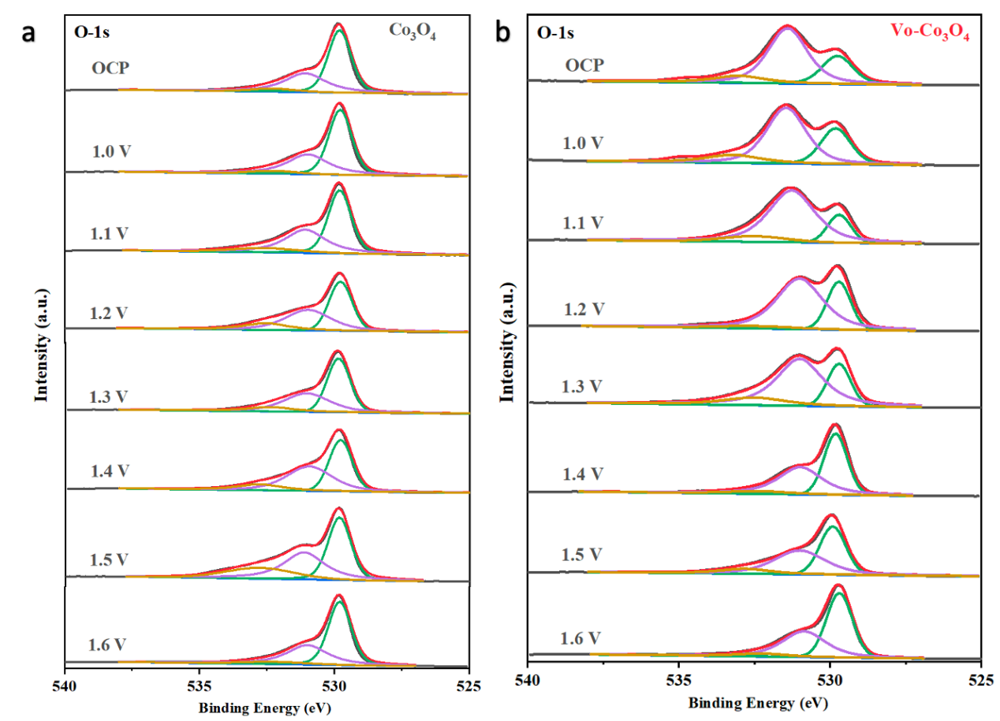 a
O-1s
Co3O4
OCP
1.0 V
1.1 V
1.2 V
1.3 V
1.4 V
1.5 V
1.6 V
Intensity (a.u.)
540 535 530 525
Binding Energy (eV)
b
O-1s
Vo-Co3O4
OCP
1.0 V
1.1 V
1.2 V
1.3 V
1.4 V
1.5 V
1.6 V
Intensity (a.u.)
540 535 530 525
Binding Energy (eV)